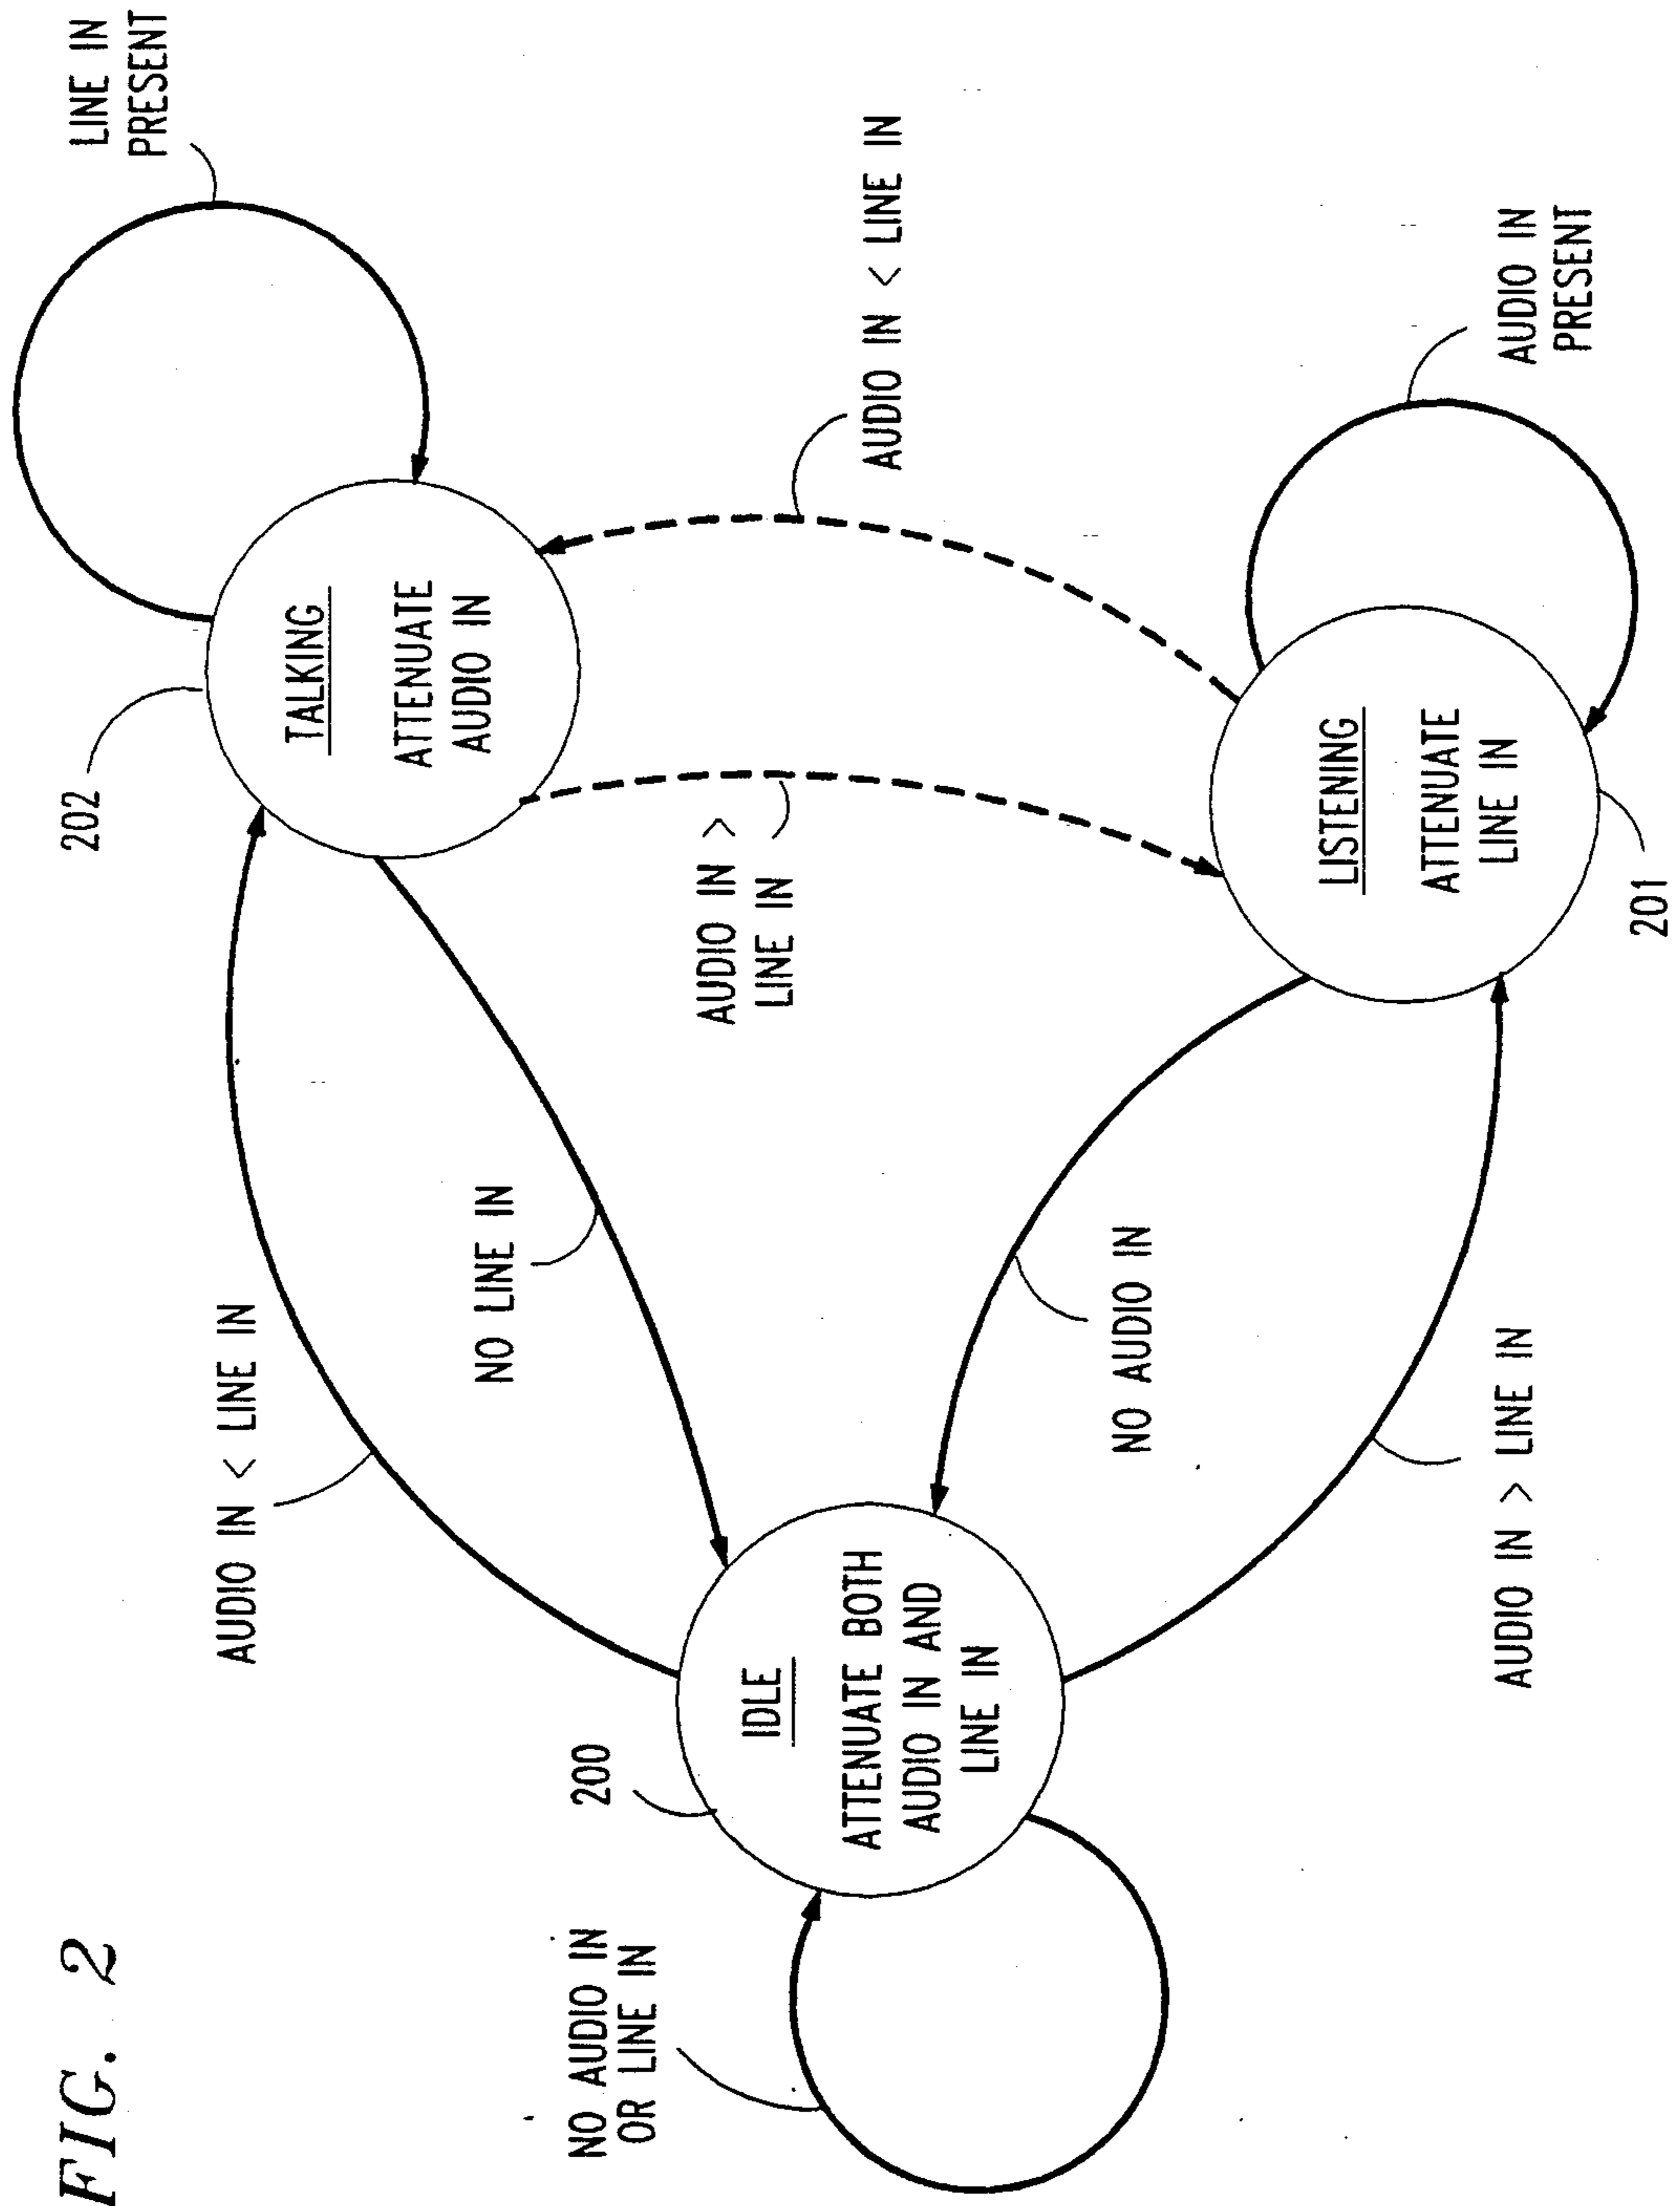 FIG. 2
LINE IN
PRESENT
202
TALKING
ATTENUATE
AUDIO IN
AUDIO IN < LINE IN
NO LINE IN
AUDIO IN >
LINE IN
AUDIO IN < LINE IN
200
IDLE
ATTENUATE BOTH
AUDIO IN AND
LINE IN
NO AUDIO IN
OR LINE IN
NO AUDIO IN
AUDIO IN > LINE IN
LISTENING
ATTENUATE
LINE IN
201
AUDIO IN
PRESENT